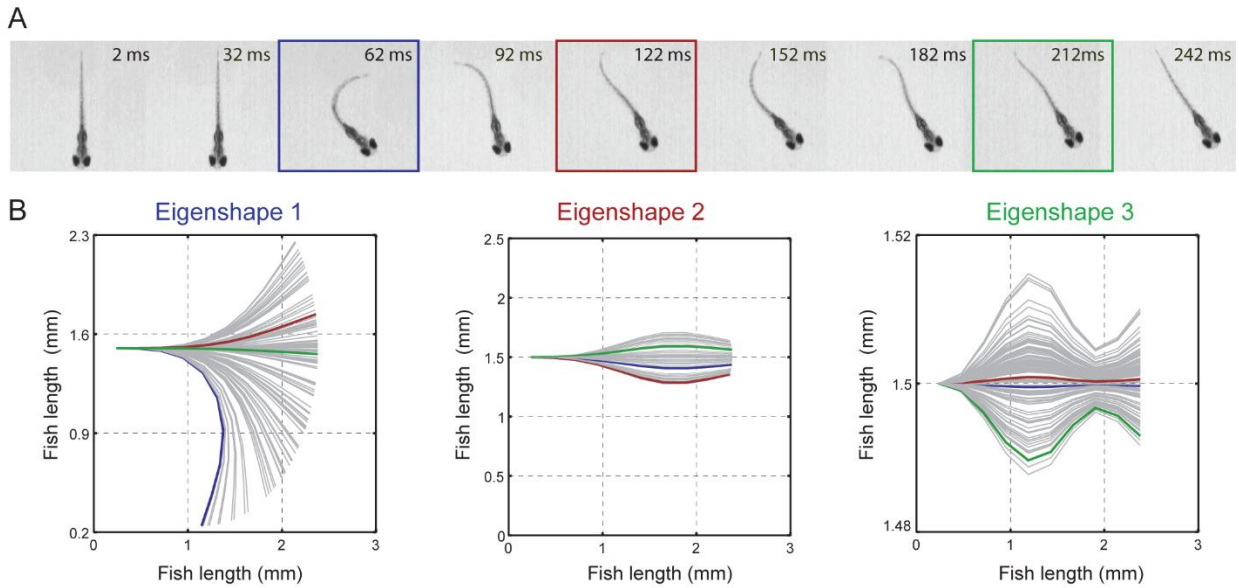 A
2 ms 32 ms 62 ms 92 ms 122 ms 152 ms 182 ms 212ms 242 ms
B
Eigenshape 1 Eigenshape 2 Eigenshape 3
2.3 1.6 0.9 0.2
Fish length (mm)
0 1 2 3
Fish length (mm)
2.5 2 1.5 1 0.5 0
Fish length (mm)
0 1 2 3
Fish length (mm)
1.52 1.5 1.48
Fish length (mm)
0 1 2 3
Fish length (mm)